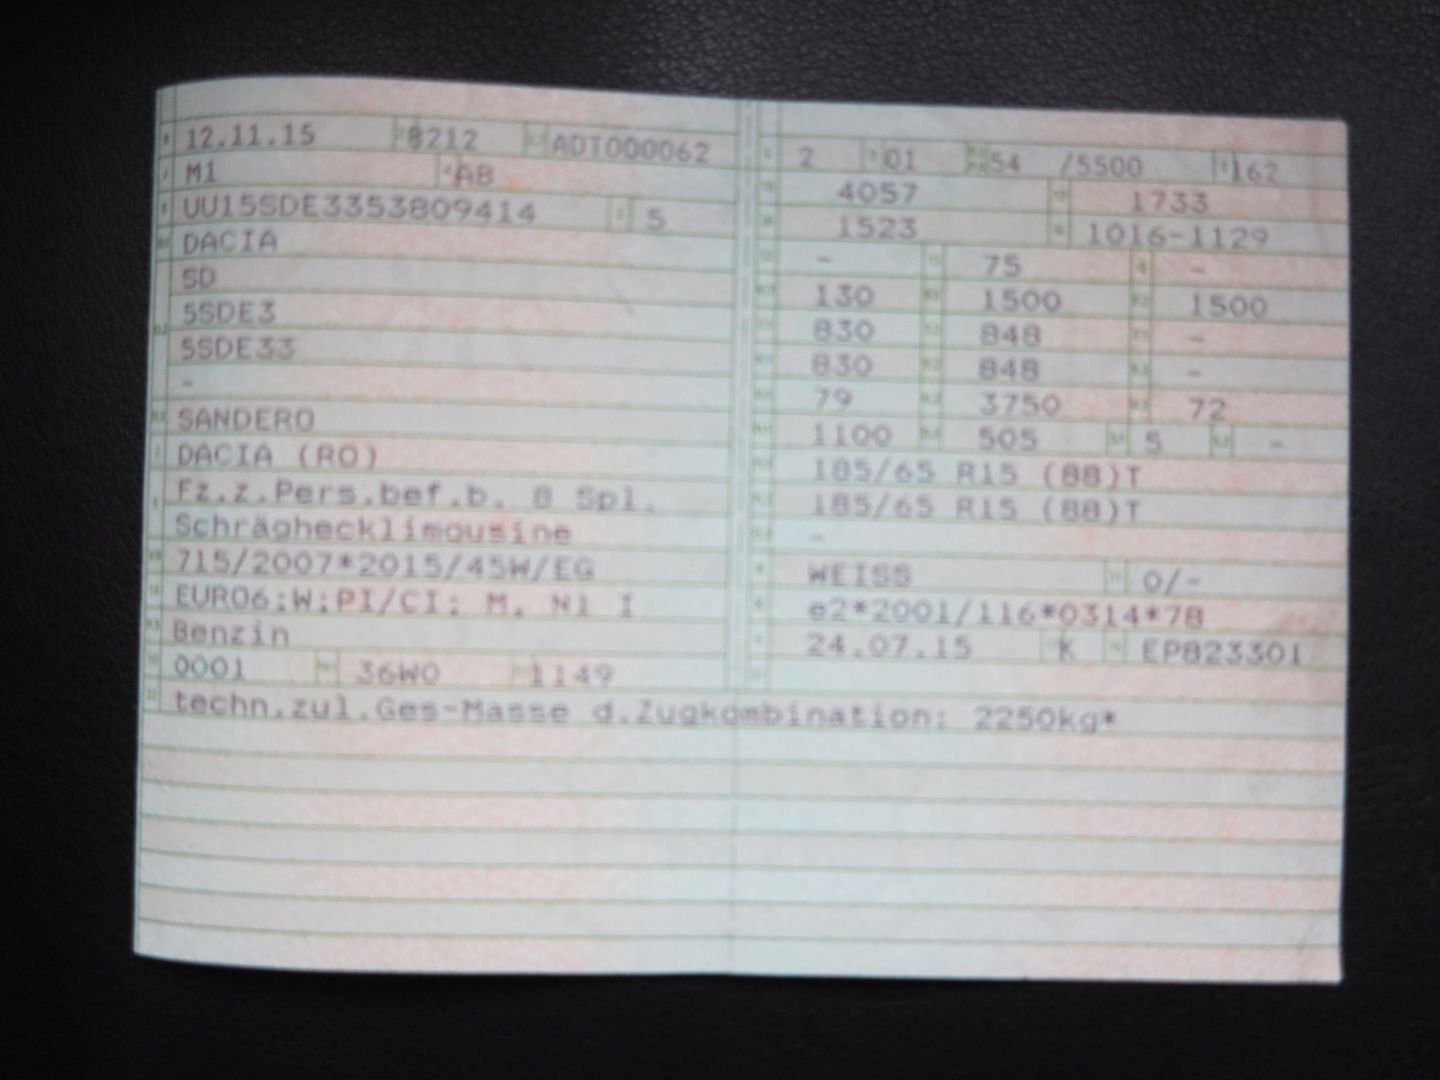 12.11.15 8212 ADT000062
M1 AB
UU15SDE3353809414 5
DACIA
SD
5SDE3
5SDE33
-
SANDERO
DACIA (RO)
Fz.z.Pers.bef.b. 8 Spl.
Schräghecklimousine
715/2007*2015/45W/EG
EURO6;W;PI/CI; M, N1 I
Benzin
0001 36W0 1149
2 01 54 /5500 162
4057 1733
1523 1016-1129
- 75 -
130 1500 1500
830 848 -
830 848 -
79 3750 72
1100 505 5 -
185/65 R15 (88)T
185/65 R15 (88)T
-
WEISS 0/-
e2*2001/116*0314*78
24.07.15 K EP823301
techn.zul.Ges-Masse d.Zugkombination: 2250kg*